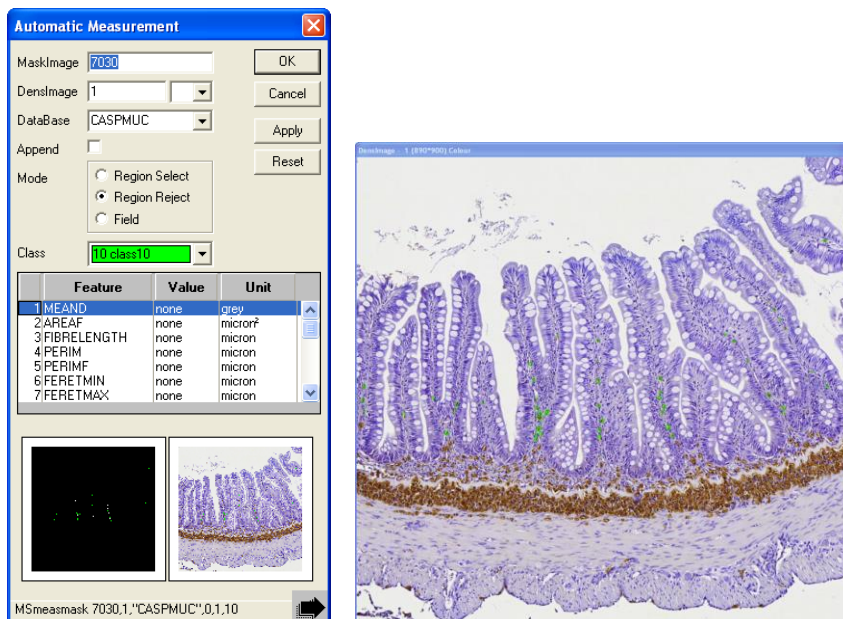 Automatic Measurement
MaskImage 7030 OK
DensImage 1 Cancel
DataBase CASPMUC Apply
Append Reset
Mode Region Select
Region Reject
Field
Class 10 class10
Feature Value Unit
1 MEAND none grey
2 AREAF none micron²
3 FIBRELENGTH none micron
4 PERIM none micron
5 PERIMF none micron
6 FERETMIN none micron
7 FERETMAX none micron
MSmeasmask 7030,1,"CASPMUC",0,1,10
DensImage - 1 (890*900) Colour